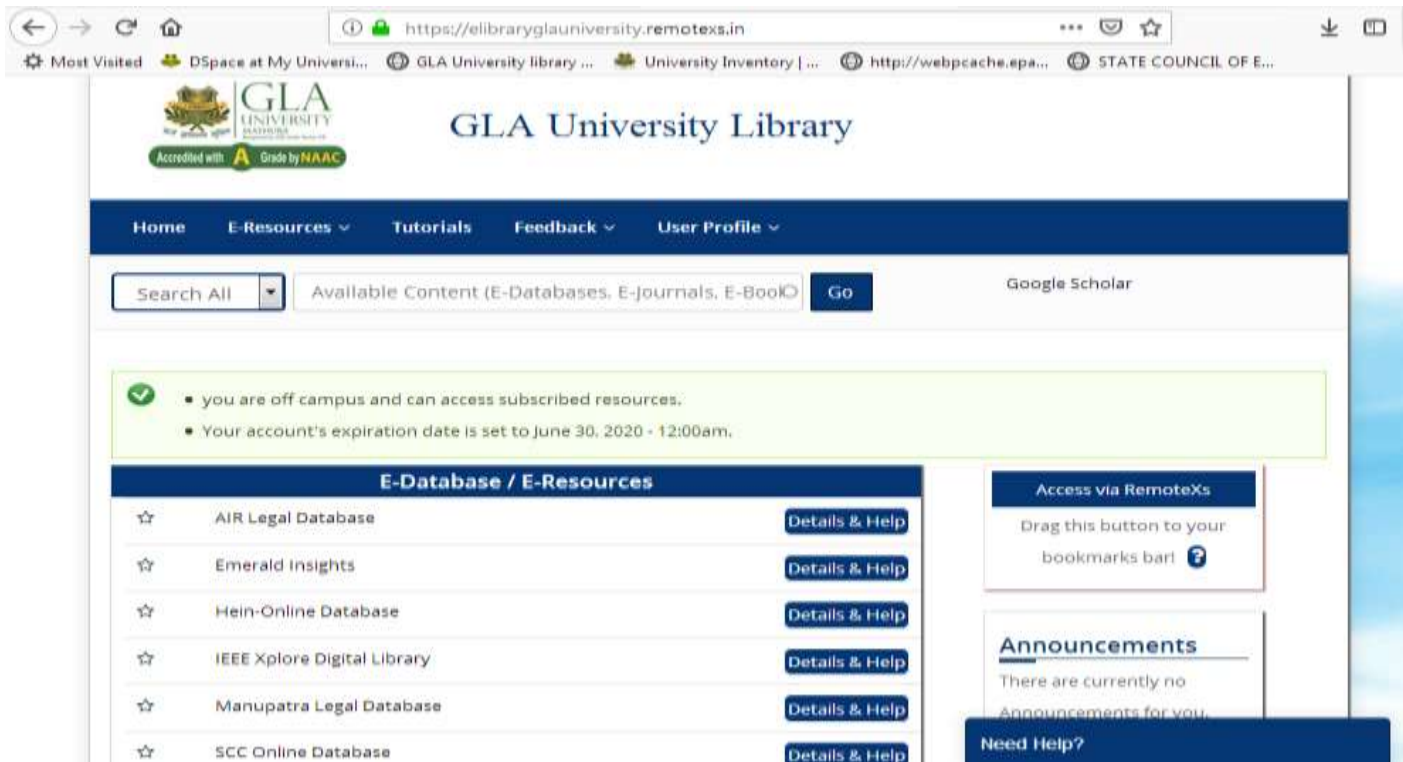 https://elibraryglauniversity.remotexs.in
Most Visited DSpace at My Universi... GLA University library ... University Inventory | ... http://webpcache.epa... STATE COUNCIL OF E...
GLA
UNIVERSITY
MATHURA
Accredited with A Grade by NAAC
GLA University Library
Home E-Resources Tutorials Feedback User Profile
Search All Available Content (E-Databases, E-Journals, E-Book Go Google Scholar
you are off campus and can access subscribed resources.
Your account's expiration date is set to June 30, 2020 - 12:00am.
E-Database / E-Resources
AIR Legal Database Details & Help
Emerald Insights Details & Help
Hein-Online Database Details & Help
IEEE Xplore Digital Library Details & Help
Manupatra Legal Database Details & Help
SCC Online Database Details & Help
Access via RemoteXs
Drag this button to your
bookmarks bar! ?
Announcements
There are currently no
Announcements for you.
Need Help?